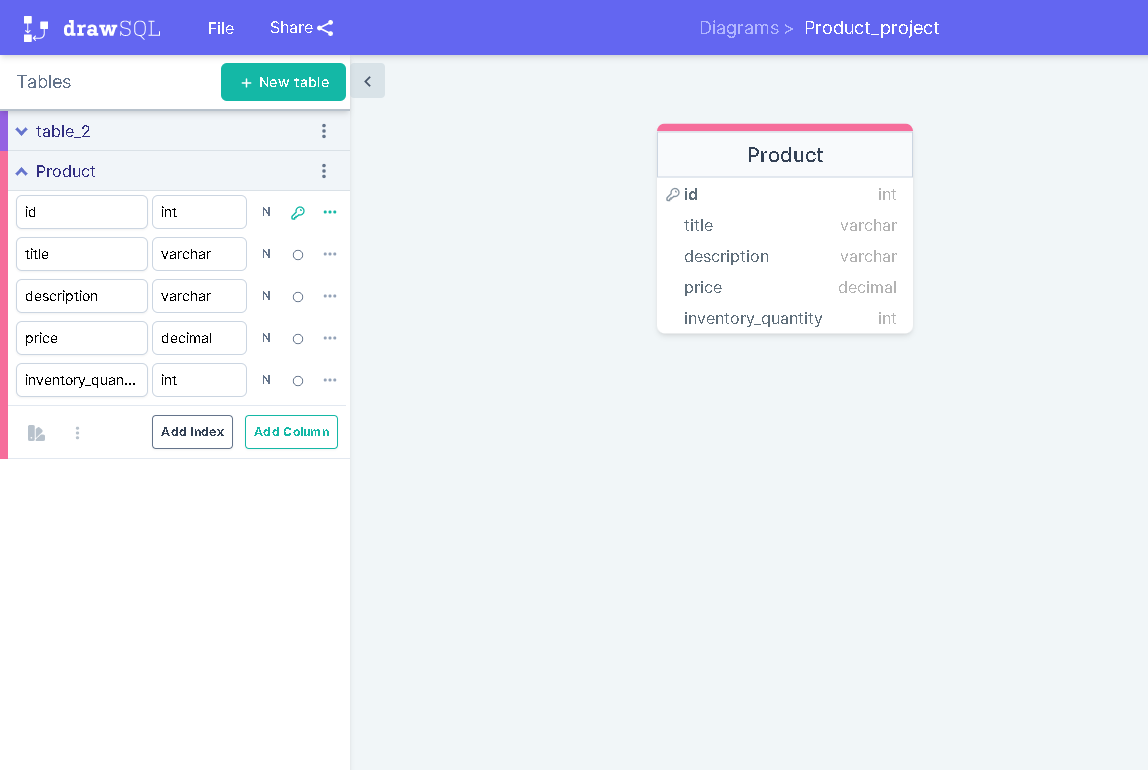 drawSQL File Share Diagrams > Product_project
Tables + New table
table_2
Product
id int N
title varchar N
description varchar N
price decimal N
inventory_quan... int N
Add Index Add Column
Product
id int
title varchar
description varchar
price decimal
inventory_quantity int